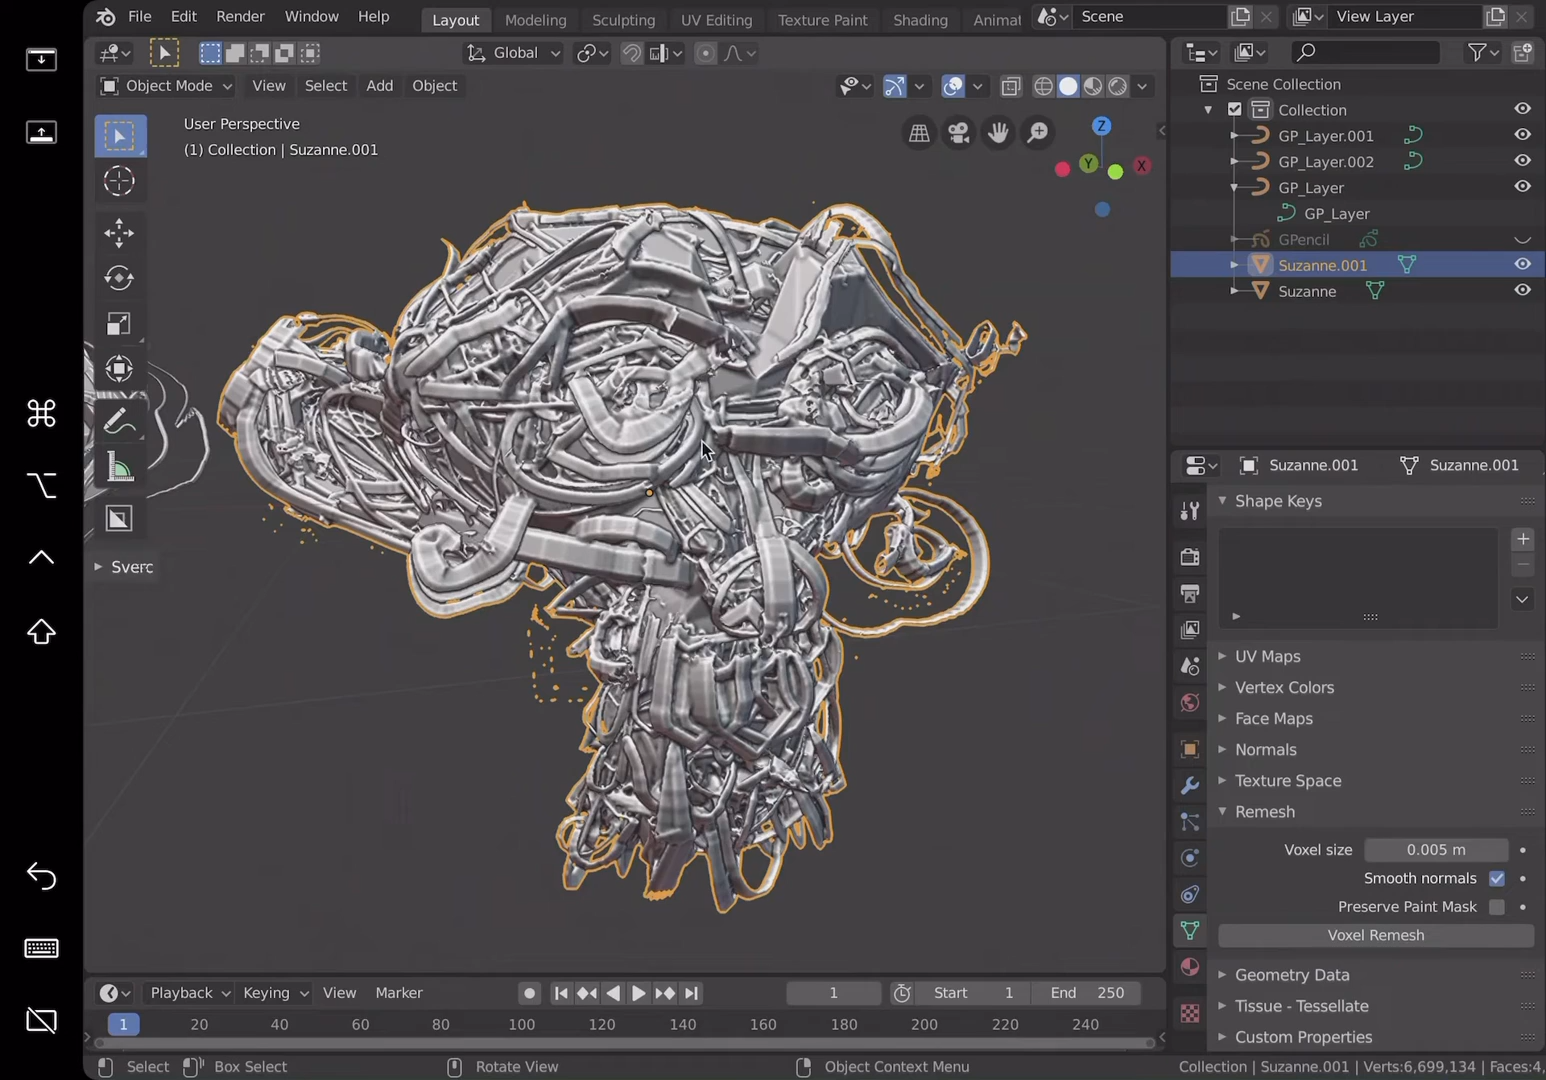 File Edit Render Window Help
Layout Modeling Sculpting UV Editing Texture Paint Shading Animat
Scene
View Layer
Global
Object Mode View Select Add Object
User Perspective
(1) Collection | Suzanne.001
Z
Y
X
Sverc
Scene Collection
Collection
GP_Layer.001
GP_Layer.002
GP_Layer
GP_Layer
GPencil
Suzanne.001
Suzanne
Suzanne.001 Suzanne.001
Shape Keys
UV Maps
Vertex Colors
Face Maps
Normals
Texture Space
Remesh
Voxel size 0.005 m
Smooth normals
Preserve Paint Mask
Voxel Remesh
Geometry Data
Tissue - Tessellate
Custom Properties
Playback Keying View Marker
1
Start 1
End 250
1 20 40 60 80 100 120 140 160 180 200 220 240
Select Box Select Rotate View Object Context Menu
Collection | Suzanne.001 | Verts:6,699,134 | Faces:4,